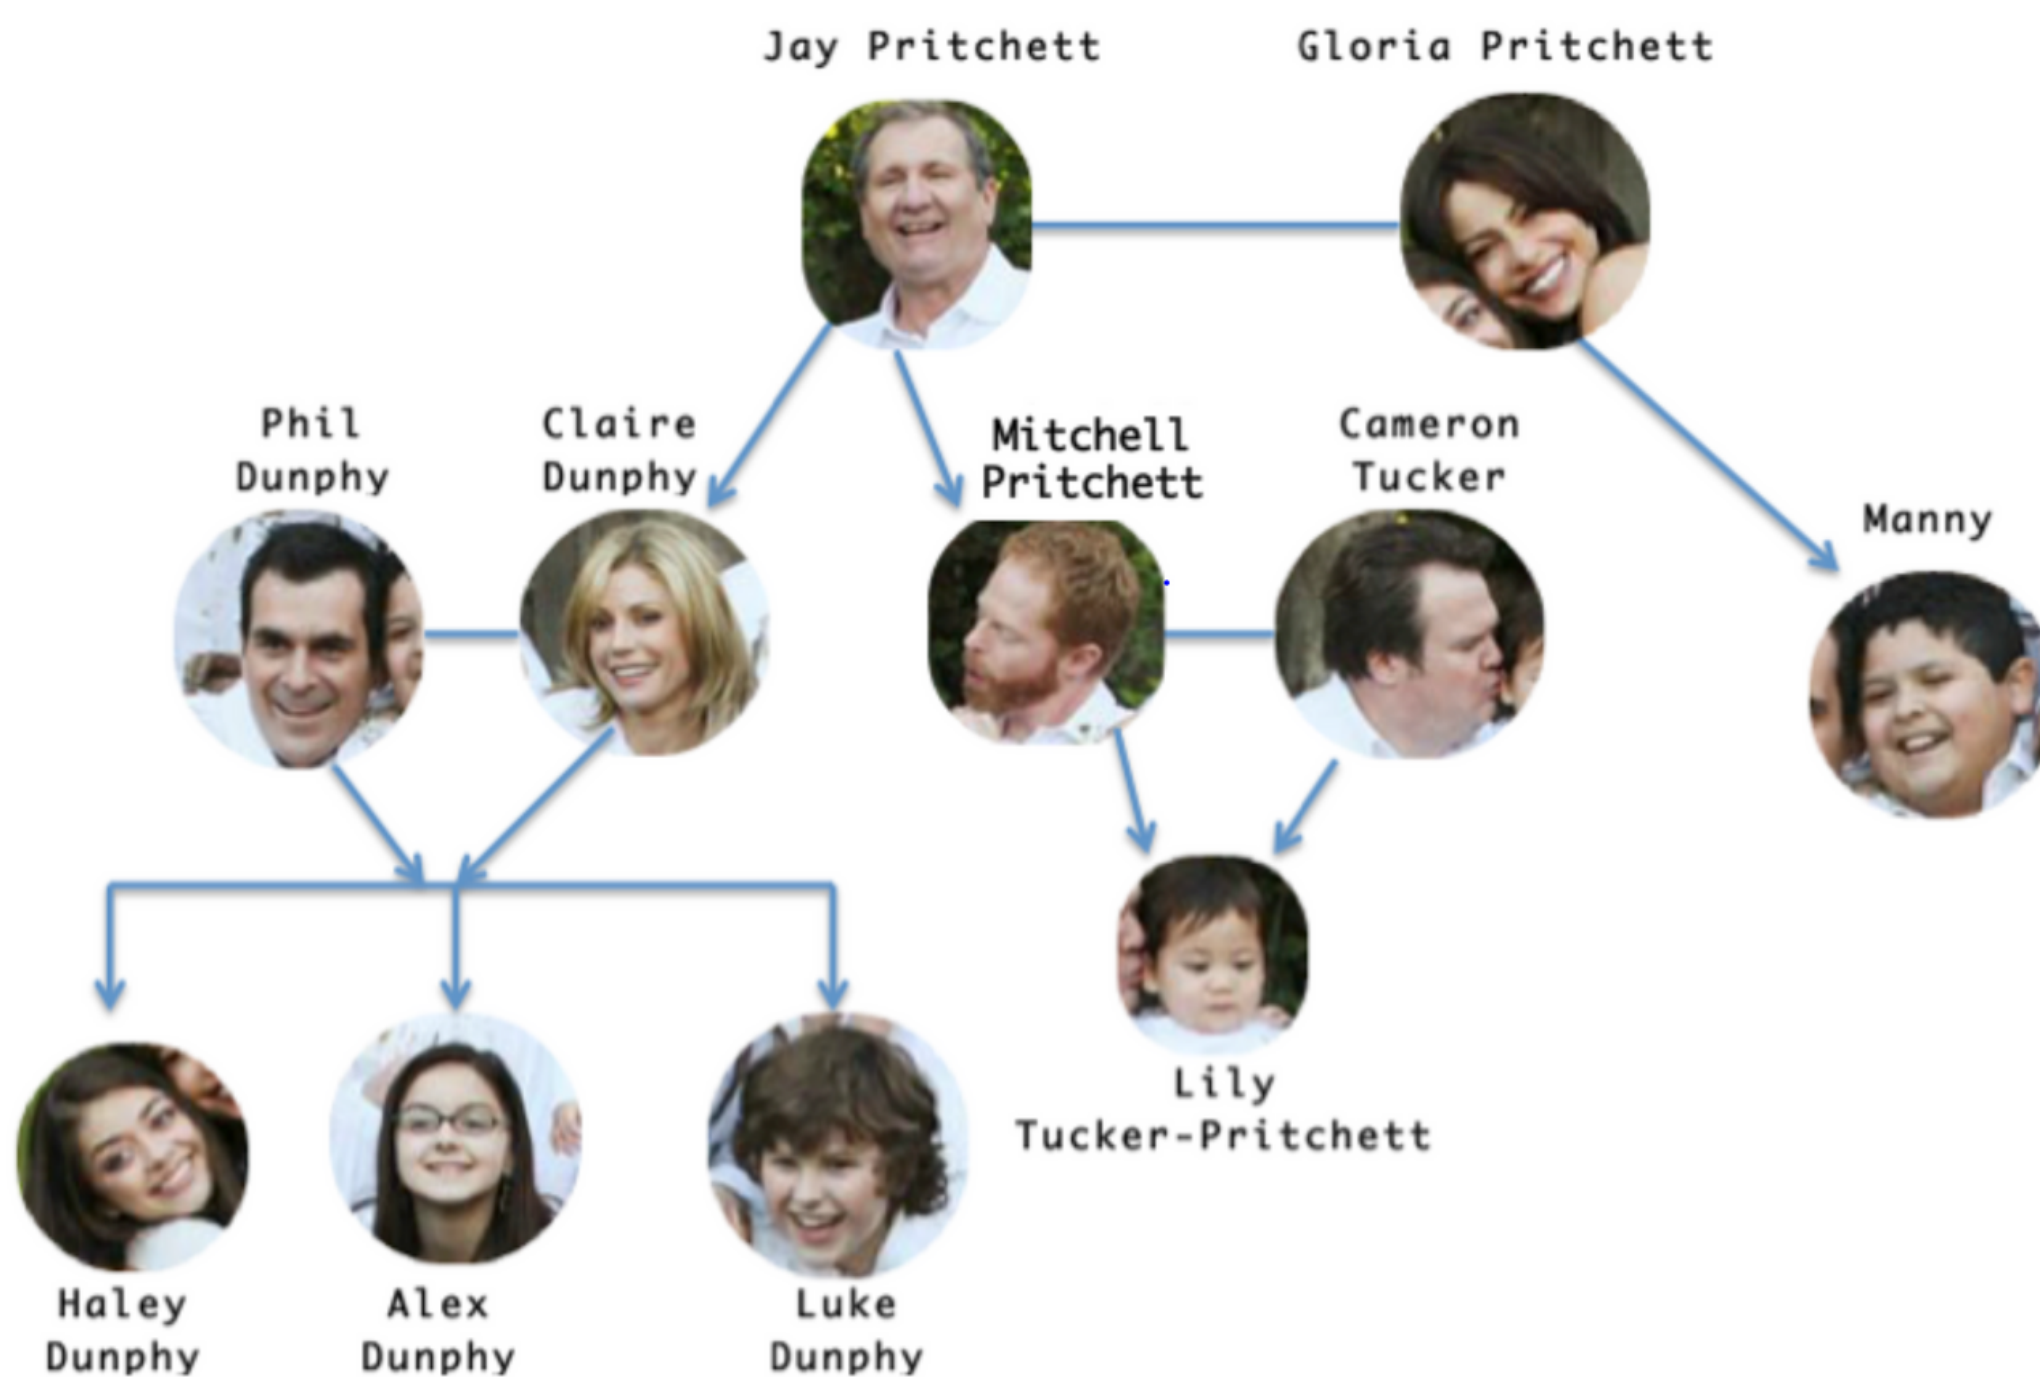 Jay Pritchett
Gloria Pritchett
Phil
Dunphy
Claire
Dunphy
Mitchell
Pritchett
Cameron
Tucker
Manny
Lily
Tucker-Pritchett
Haley
Dunphy
Alex
Dunphy
Luke
Dunphy